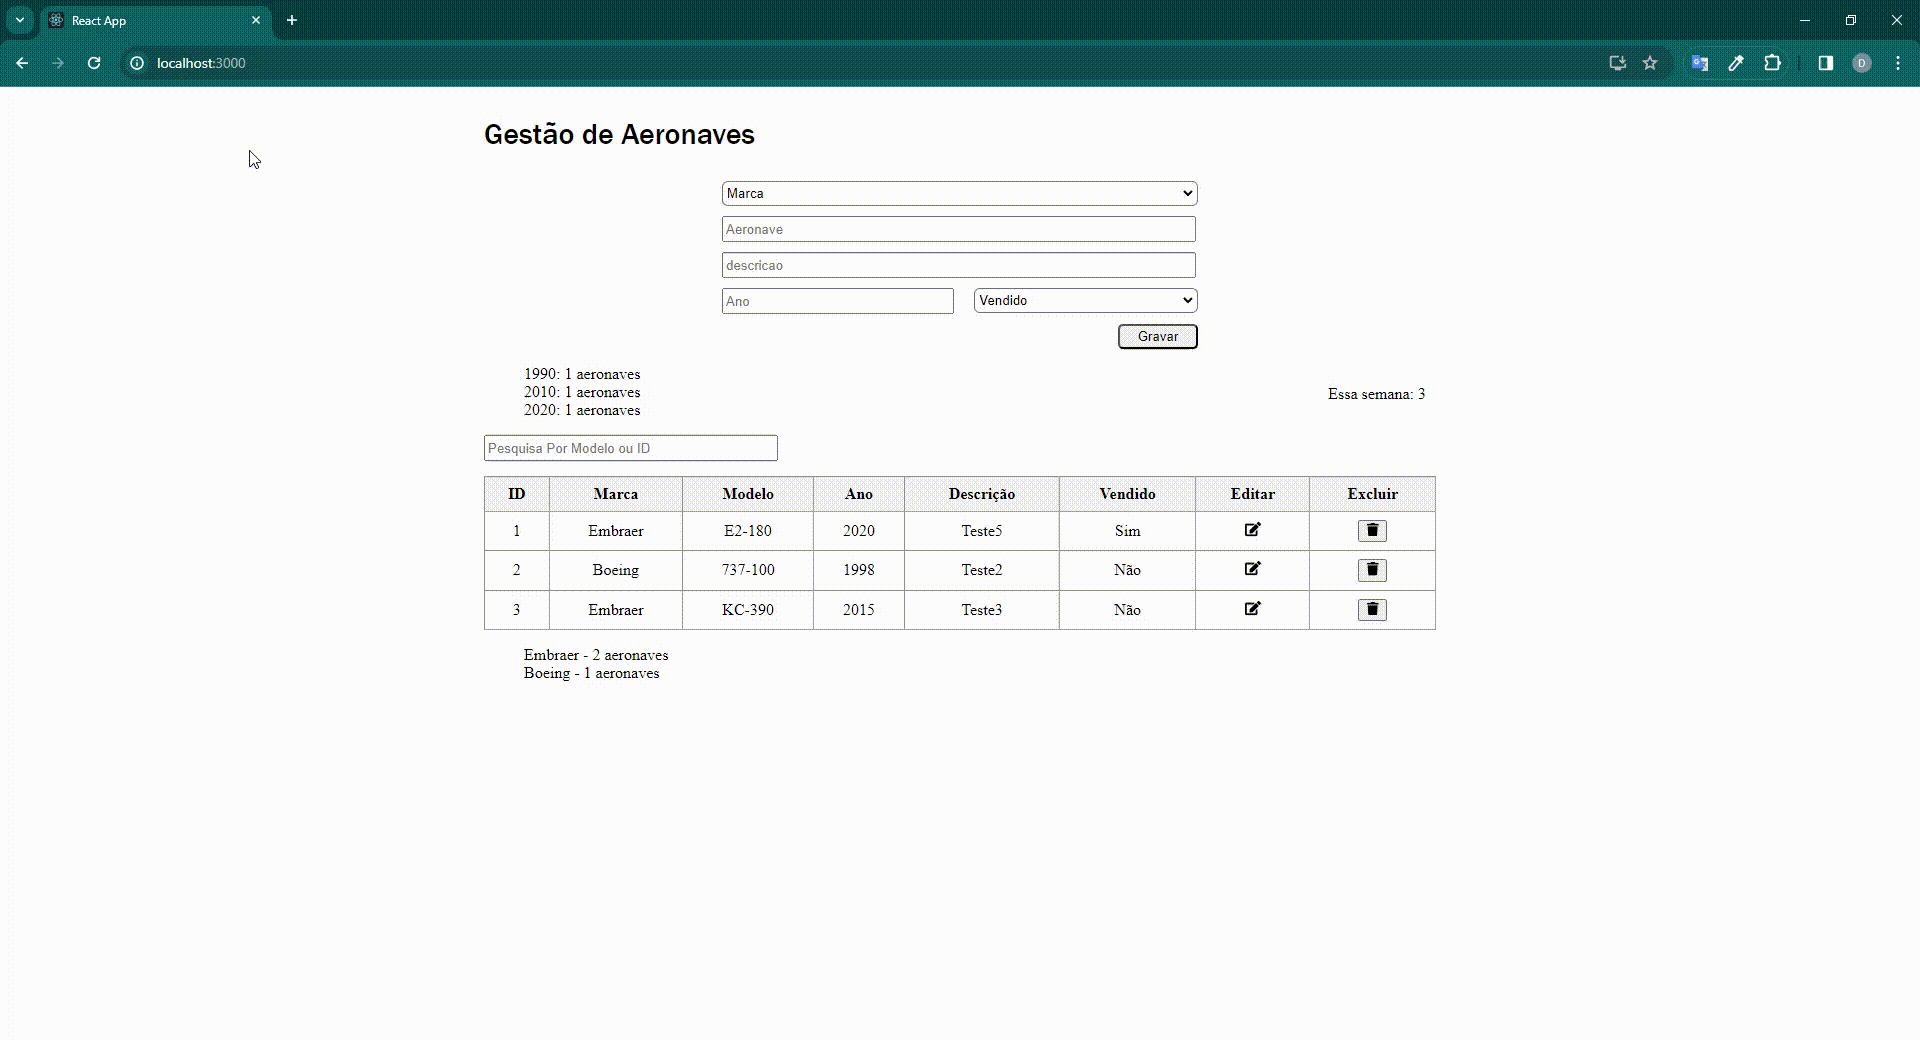 React App
localhost:3000
D
Gestão de Aeronaves
Marca
Aeronave
descricao
Ano Vendido
Gravar
1990: 1 aeronaves
2010: 1 aeronaves
2020: 1 aeronaves
Essa semana: 3
Pesquisa Por Modelo ou ID
ID Marca Modelo Ano Descrição Vendido Editar Excluir
1 Embraer E2-180 2020 Teste5 Sim
2 Boeing 737-100 1998 Teste2 Não
3 Embraer KC-390 2015 Teste3 Não
Embraer - 2 aeronaves
Boeing - 1 aeronaves